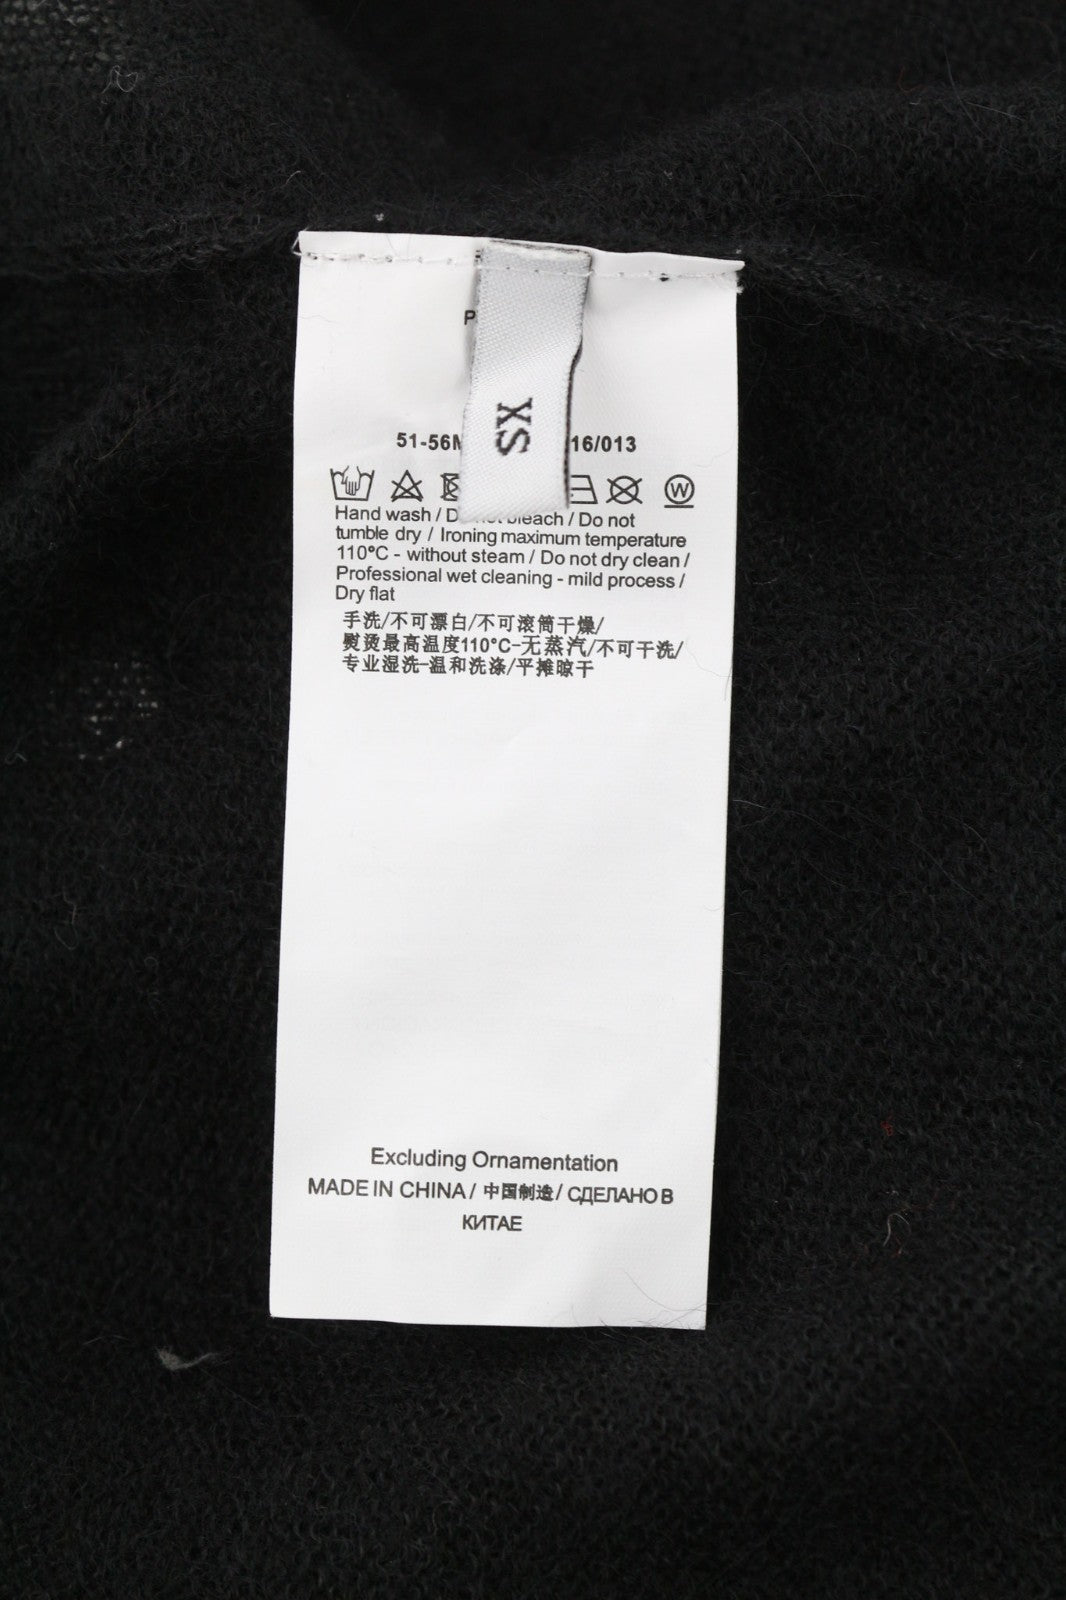 XS
16/013
Hand wash / bleach / Do not
tumble dry / Ironing maximum temperature
110°C - without steam / Do not dry clean /
Professional wet cleaning - mild process /
Dry flat
手洗/不可漂白/不可滚筒干燥/
熨烫最高温度110°C-无蒸汽/不可干洗/
专业湿洗-温和洗涤/平摊晾干
W
Excluding Ornamentation
MADE IN CHINA / 中国制造 / СДЕЛАНО В
КИТАЕ